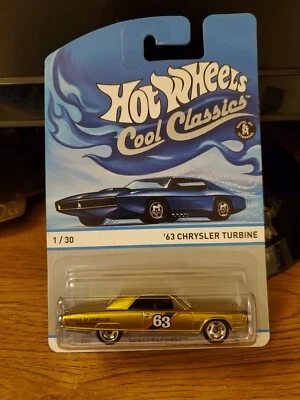 Hot Wheels
Cool Classics
1/30
'63 CHRYSLER TURBINE
63